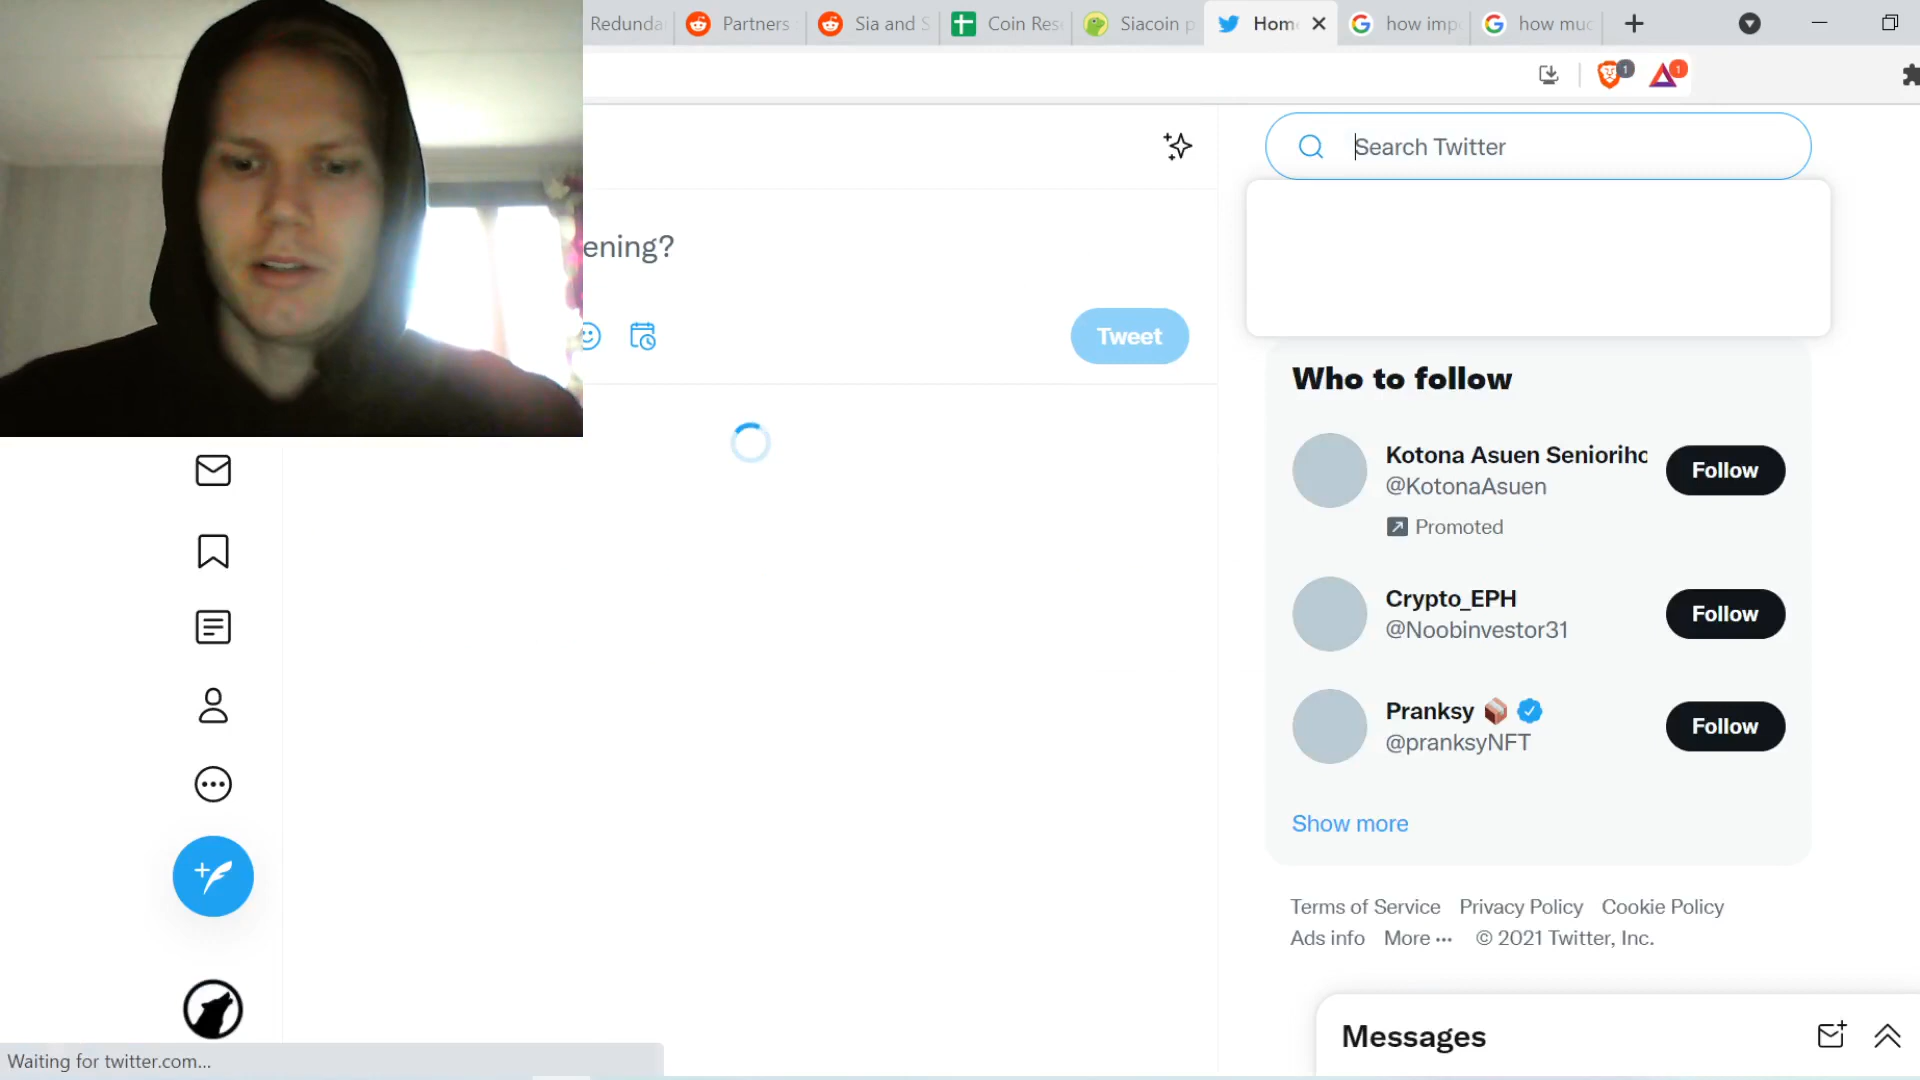 Redunda
Partners
Sia and S
Coin Res
Siacoin p
Hom
how imp
how muc
1
1
Search Twitter
ening?
Tweet
Who to follow
Kotona Asuen Seniorihc
@KotonaAsuen
Follow
Promoted
Crypto_EPH
@Noobinvestor31
Follow
Pranksy
@pranksyNFT
Follow
Show more
Terms of Service Privacy Policy Cookie Policy
Ads info More ··· © 2021 Twitter, Inc.
Messages
Waiting for twitter.com...